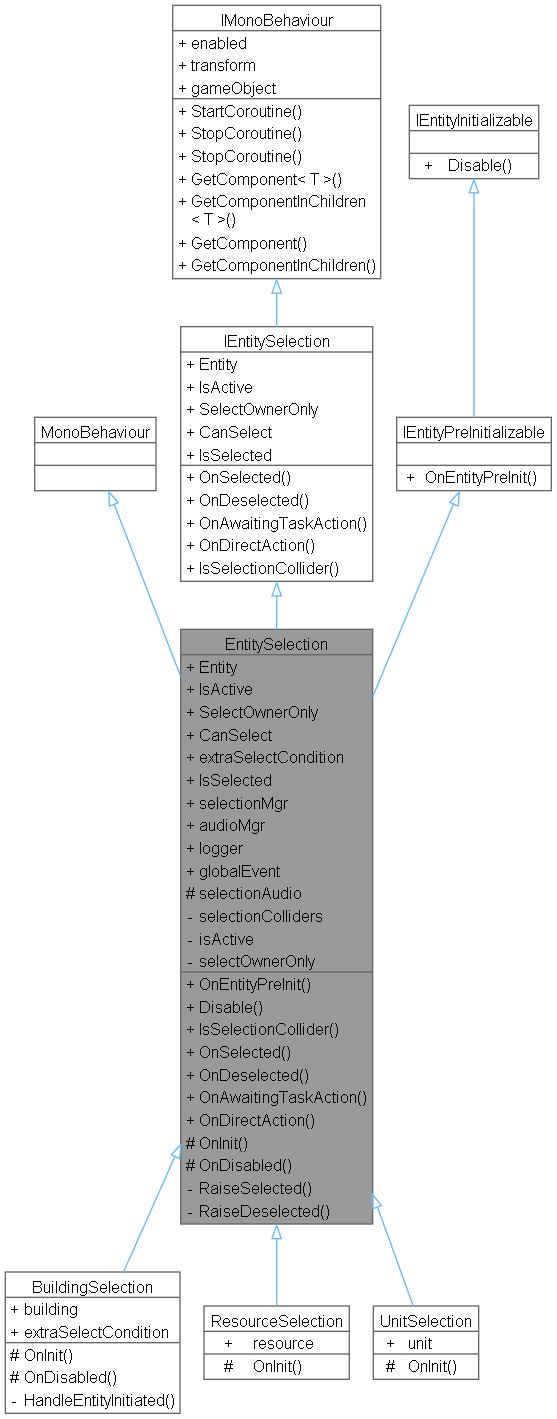 IMonoBehaviour
+ enabled
+ transform
+ gameObject
+ StartCoroutine()
+ StopCoroutine()
+ StopCoroutine()
+ GetComponent< T >()
+ GetComponentInChildren
< T >()
+ GetComponent()
+ GetComponentInChildren()
IEntityInitializable
+ Disable()
IEntitySelection
+ Entity
+ IsActive
+ SelectOwnerOnly
+ CanSelect
+ IsSelected
+ OnSelected()
+ OnDeselected()
+ OnAwaitingTaskAction()
+ OnDirectAction()
+ IsSelectionCollider()
MonoBehaviour
IEntityPreInitializable
+ OnEntityPreInit()
EntitySelection
+ Entity
+ IsActive
+ SelectOwnerOnly
+ CanSelect
+ extraSelectCondition
+ IsSelected
+ selectionMgr
+ audioMgr
+ logger
+ globalEvent
# selectionAudio
- selectionColliders
- isActive
- selectOwnerOnly
+ OnEntityPreInit()
+ Disable()
+ IsSelectionCollider()
+ OnSelected()
+ OnDeselected()
+ OnAwaitingTaskAction()
+ OnDirectAction()
# OnInit()
# OnDisabled()
- RaiseSelected()
- RaiseDeselected()
BuildingSelection
+ building
+ extraSelectCondition
# OnInit()
# OnDisabled()
- HandleEntityInitiated()
ResourceSelection
+ resource
# OnInit()
UnitSelection
+ unit
# OnInit()